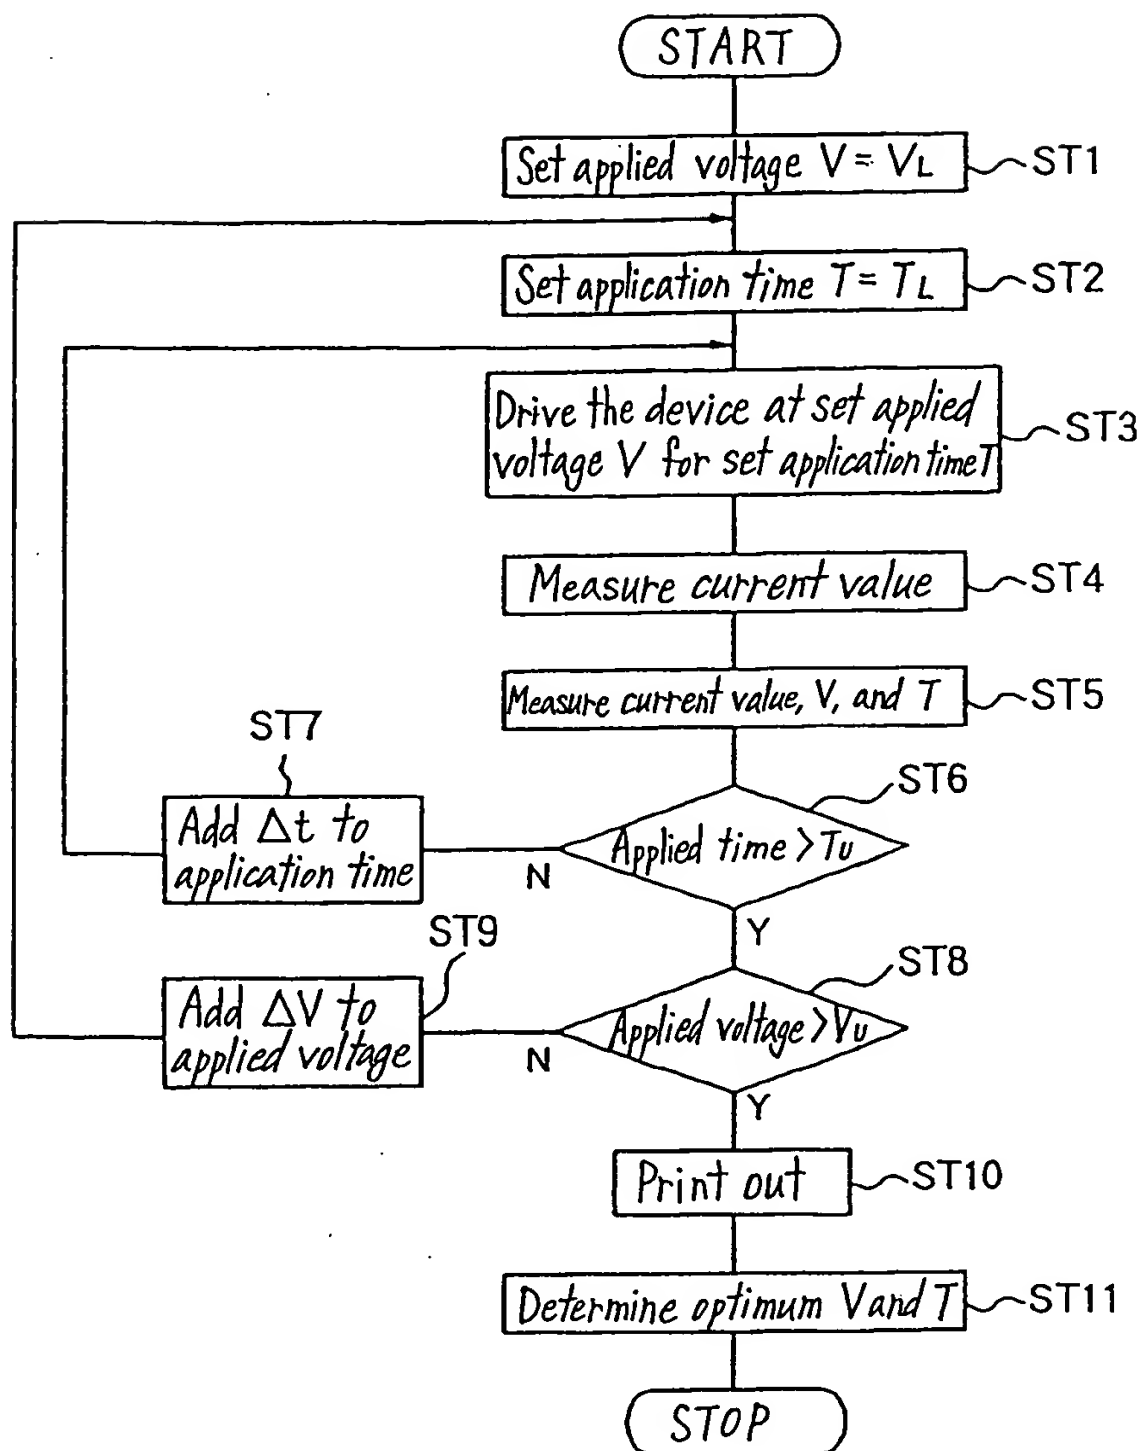 START
Set applied voltage V = VL
ST1
Set application time T = TL
ST2
Drive the device at set applied
voltage V for set application time T
ST3
Measure current value
ST4
Measure current value, V, and T
ST5
ST6
Applied time > Tu
N
Y
ST7
Add Δt to
application time
ST8
Applied voltage > Vu
N
Y
ST9
Add ΔV to
applied voltage
Print out
ST10
Determine optimum V and T
ST11
STOP